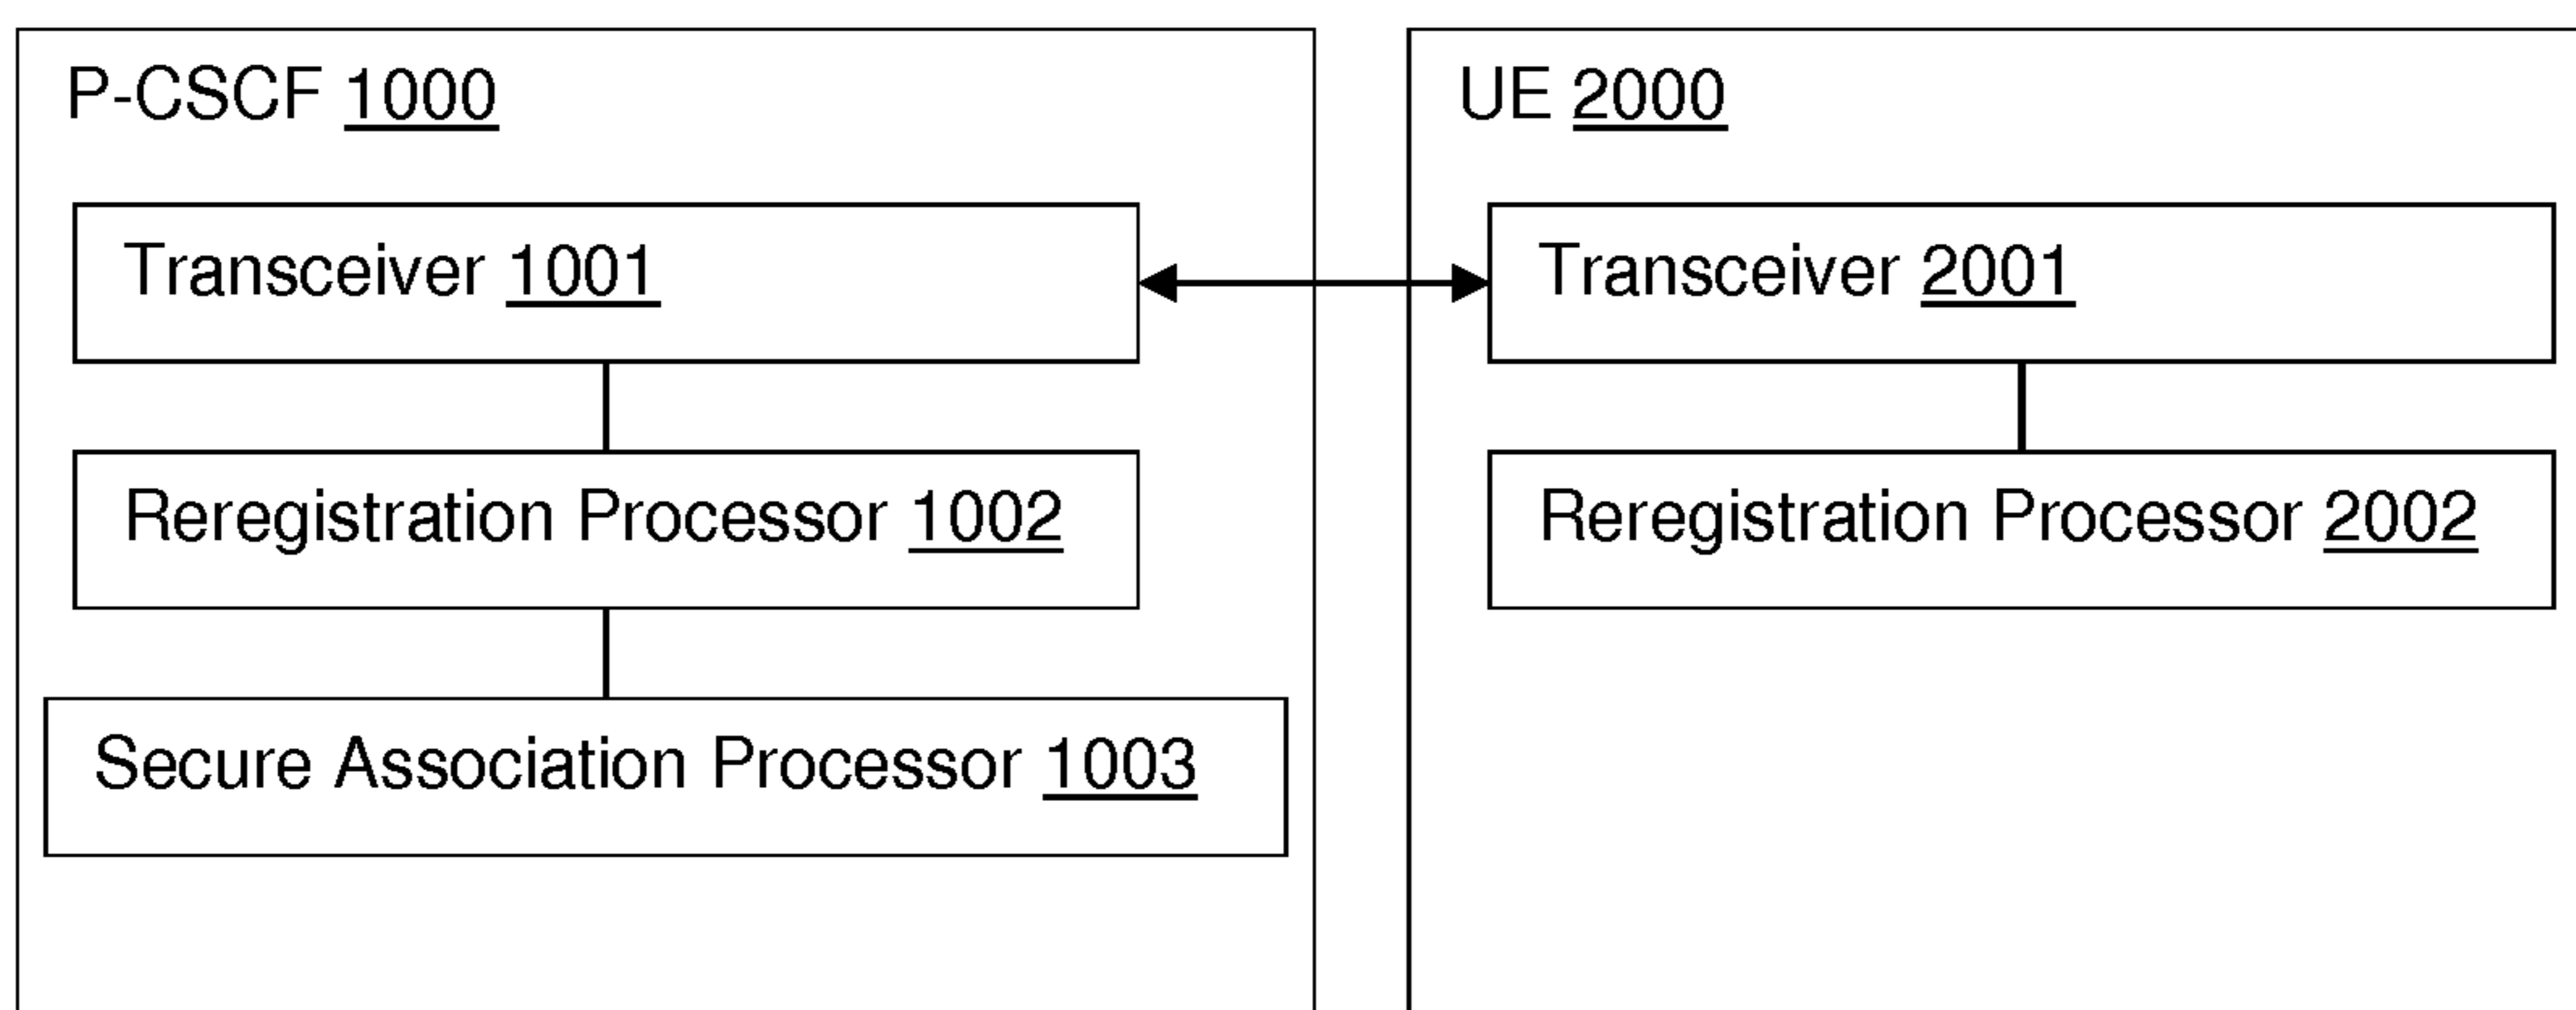 P-CSCF 1000
Transceiver 1001
Reregistration Processor 1002
Secure Association Processor 1003
UE 2000
Transceiver 2001
Reregistration Processor 2002